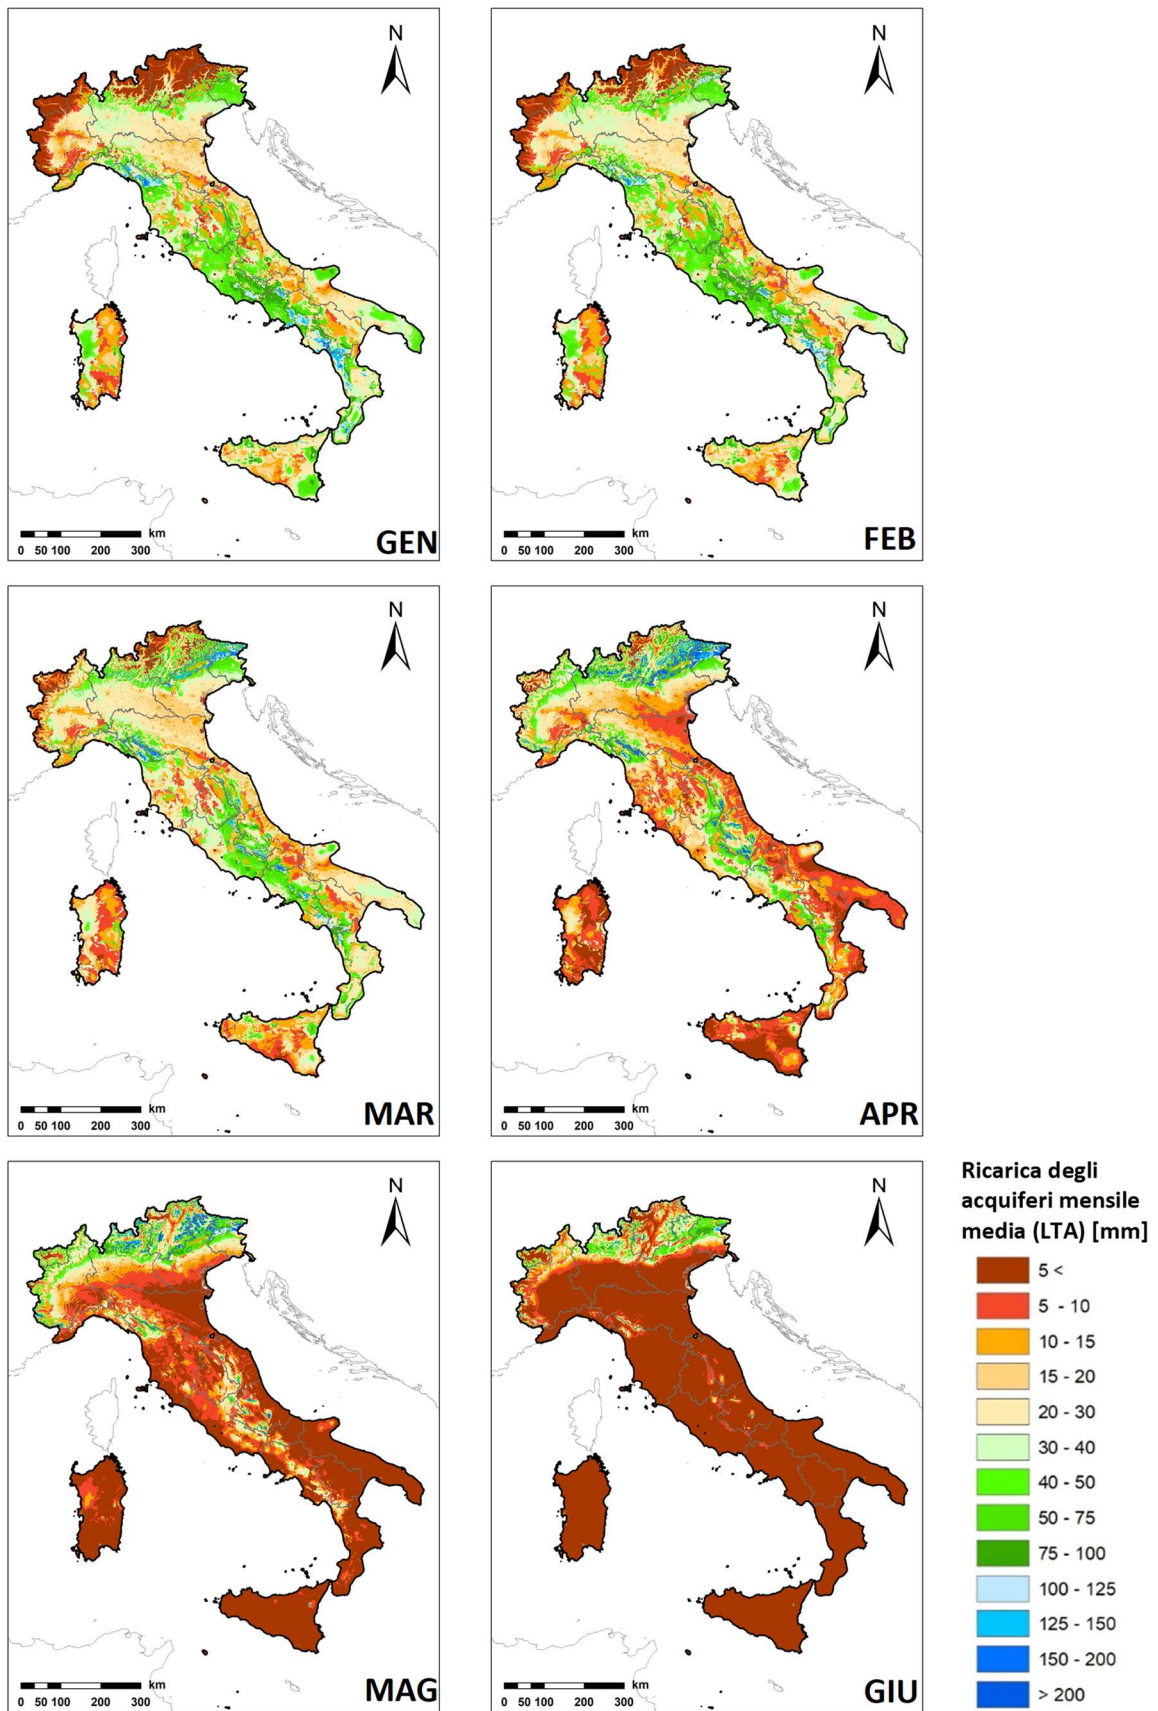 N
km
0 50 100 200 300
GEN
N
km
0 50 100 200 300
FEB
N
km
0 50 100 200 300
MAR
N
km
0 50 100 200 300
APR
N
km
0 50 100 200 300
MAG
N
km
0 50 100 200 300
GIU
Ricarica degli
acquiferi mensile
media (LTA) [mm]
5 <
5 - 10
10 - 15
15 - 20
20 - 30
30 - 40
40 - 50
50 - 75
75 - 100
100 - 125
125 - 150
150 - 200
> 200